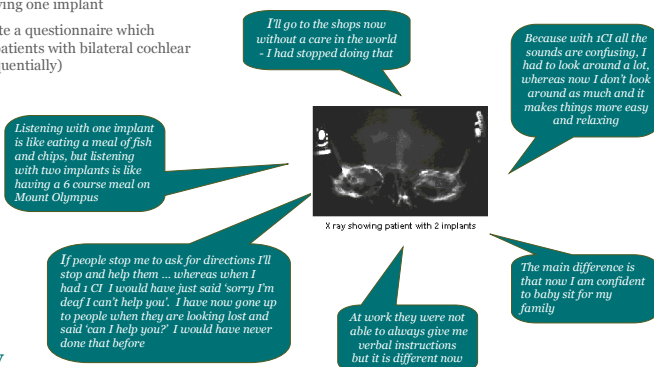 ving one implant
te a questionnaire which
patients with bilateral cochlear
quentially)
I'll go to the shops now
without a care in the world
- I had stopped doing that
Because with 1CI all the
sounds are confusing, I
had to look around a lot,
whereas now I don't look
around as much and it
makes things more easy
and relaxing
Listening with one implant
is like eating a meal of fish
and chips, but listening
with two implants is like
having a 6 course meal on
Mount Olympus
X ray showing patient with 2 implants
If people stop me to ask for directions I'll
stop and help them ... whereas when I
had 1 CI I would have just said 'sorry I'm
deaf I can't help you'. I have now gone up
to people when they are looking lost and
said 'can I help you?' I would have never
done that before
At work they were not
able to always give me
verbal instructions
but it is different now
The main difference is
that now I am confident
to baby sit for my
family